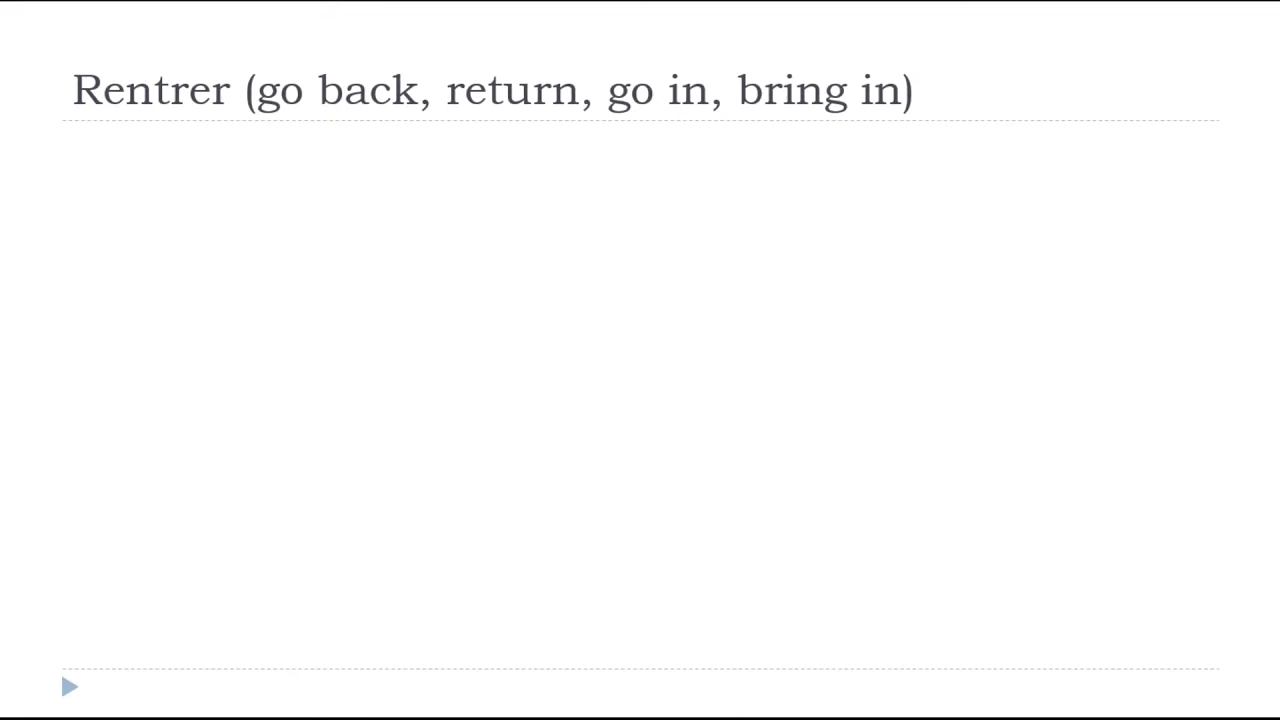 Rentrer (go back, return, go in, bring in)